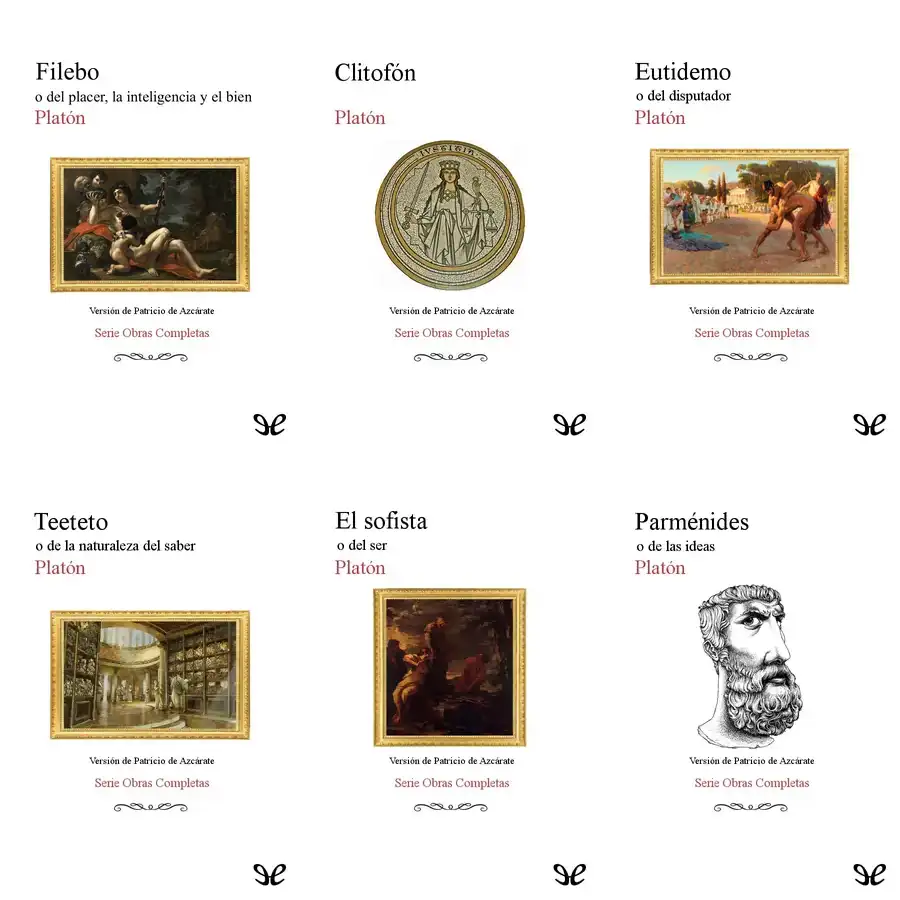 Filebo
o del placer, la inteligencia y el bien
Platón
Versión de Patricio de Azcárate
Serie Obras Completas
Clitofón
Platón
IVSTITIA
Versión de Patricio de Azcárate
Serie Obras Completas
Eutidemo
o del disputador
Platón
Versión de Patricio de Azcárate
Serie Obras Completas
Teeteto
o de la naturaleza del saber
Platón
Versión de Patricio de Azcárate
Serie Obras Completas
El sofista
o del ser
Platón
Versión de Patricio de Azcárate
Serie Obras Completas
Parménides
o de las ideas
Platón
Versión de Patricio de Azcárate
Serie Obras Completas